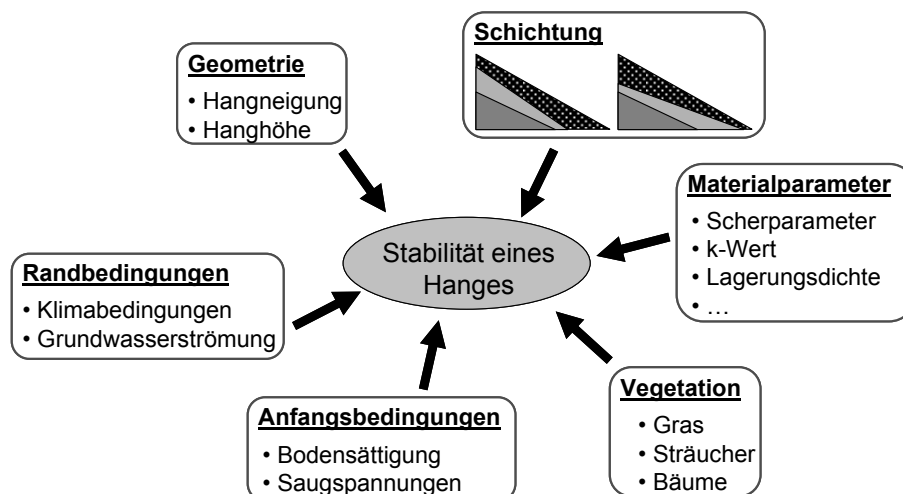 Schichtung
Geometrie
• Hangneigung
• Hanghöhe
Materialparameter
• Scherparameter
• k-Wert
• Lagerungsdichte
• …
Stabilität eines
Hanges
Randbedingungen
• Klimabedingungen
• Grundwasserströmung
Vegetation
• Gras
• Sträucher
• Bäume
Anfangsbedingungen
• Bodensättigung
• Saugspannungen